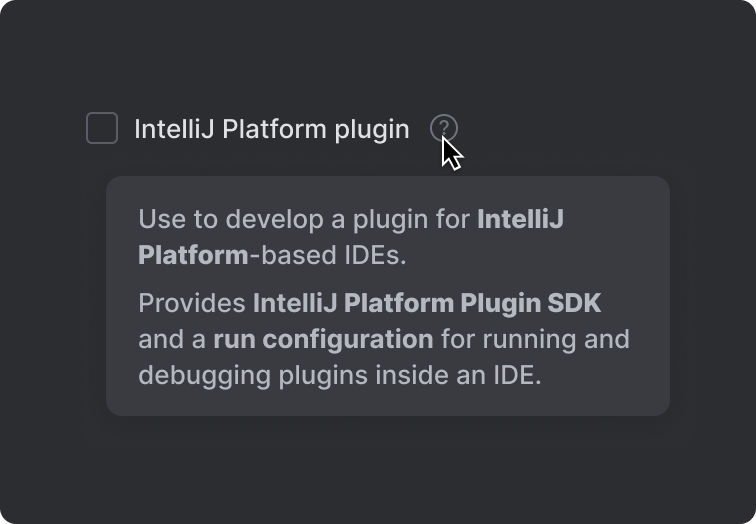 IntelliJ Platform plugin ?
Use to develop a plugin for IntelliJ
Platform-based IDEs.
Provides IntelliJ Platform Plugin SDK
and a run configuration for running and
debugging plugins inside an IDE.